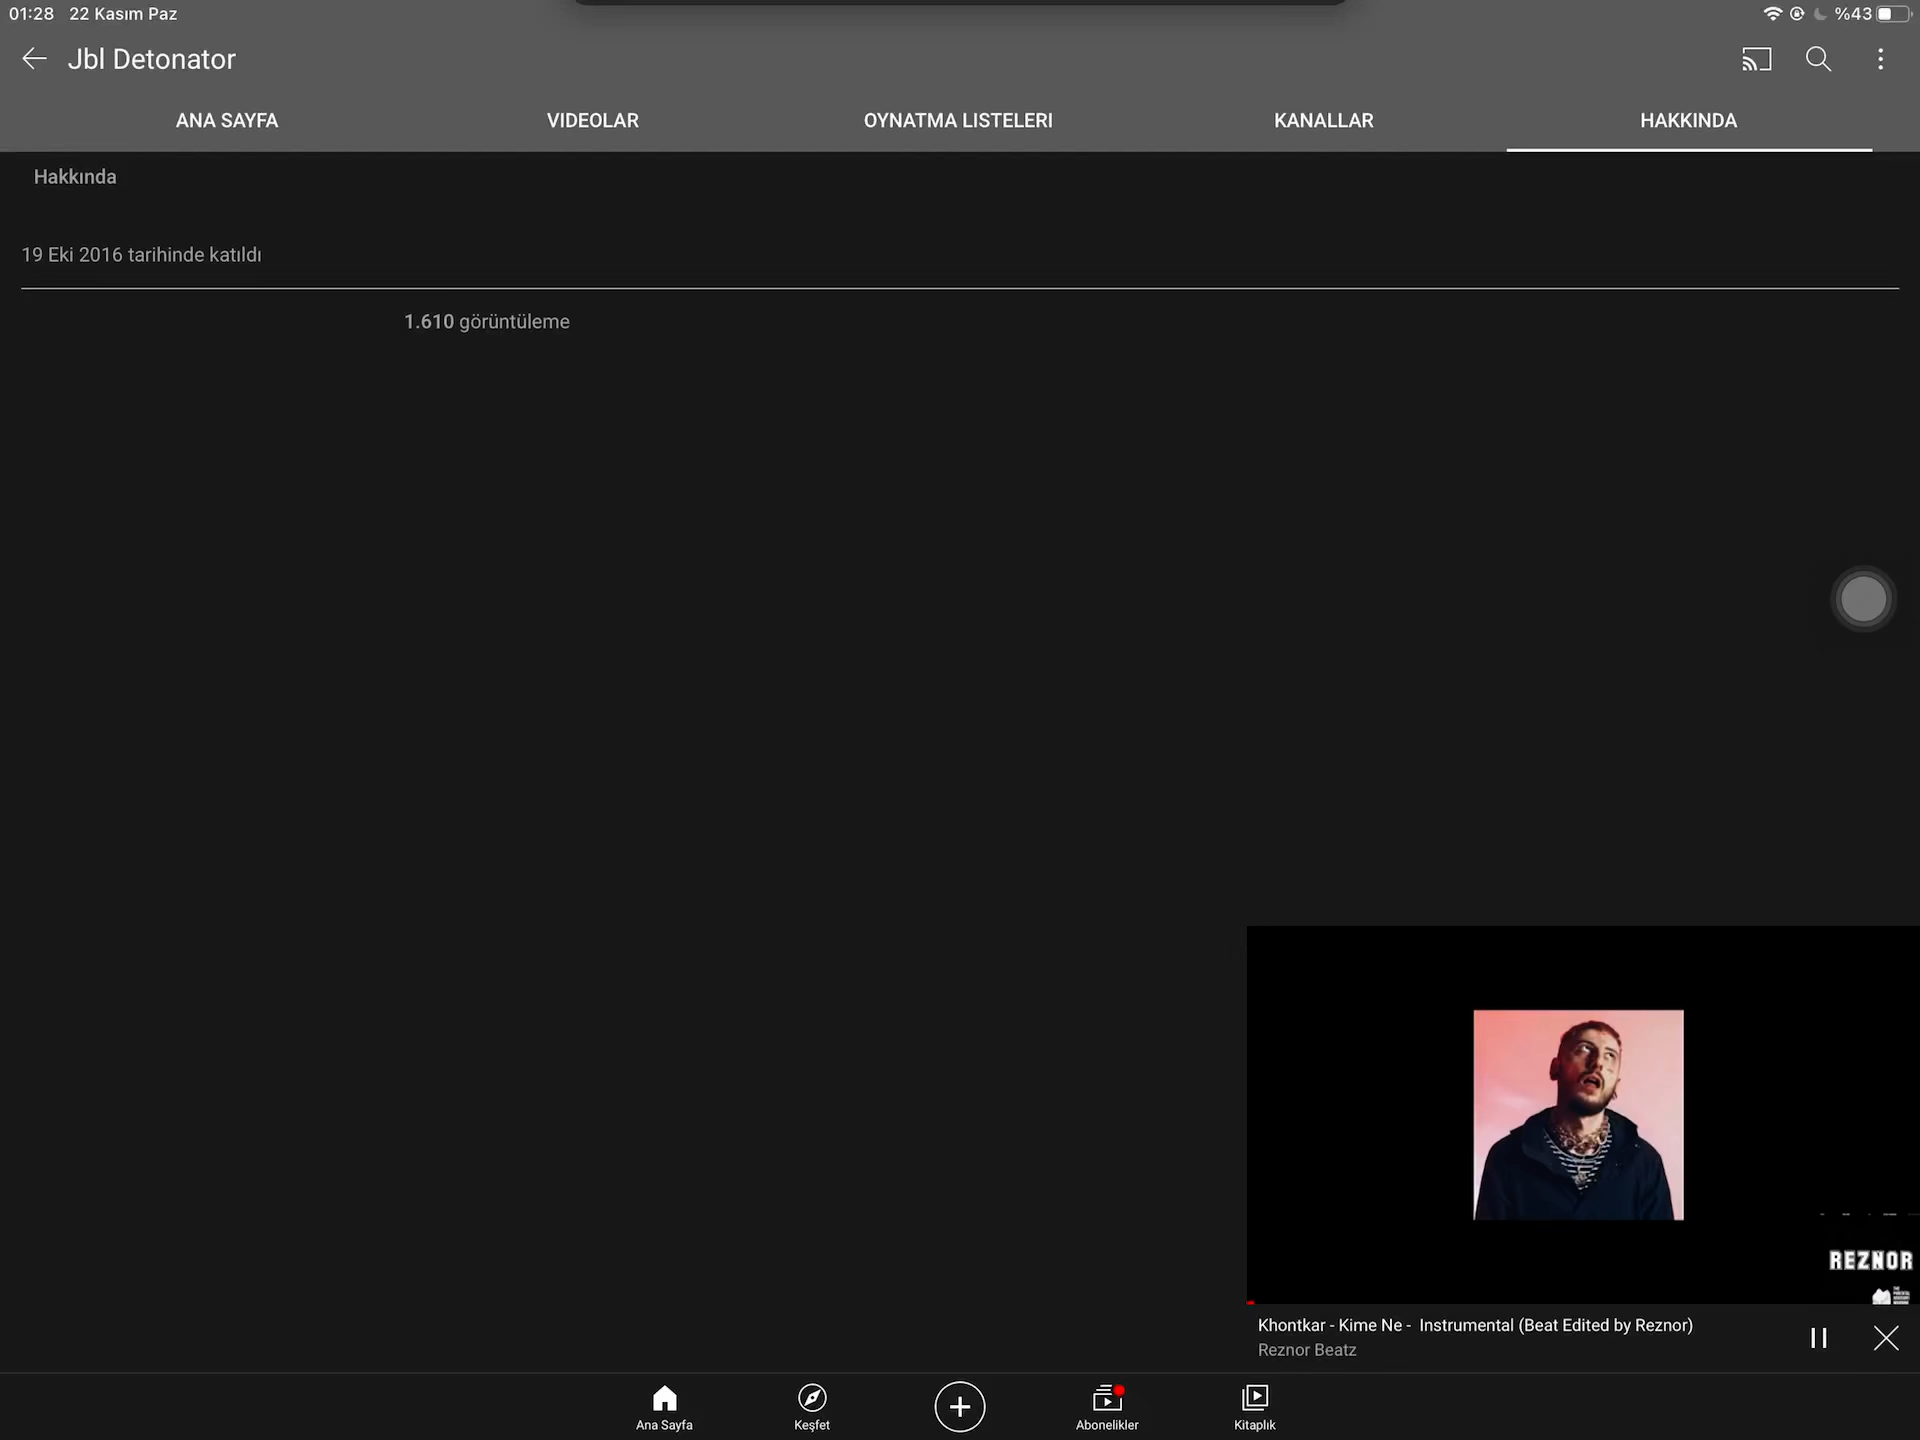 01:28 22 Kasım Paz
%43
Jbl Detonator
ANA SAYFA
VIDEOLAR
OYNATMA LISTELERI
KANALLAR
HAKKINDA
Hakkında
19 Eki 2016 tarihinde katıldı
1.610 görüntüleme
REZNOR
Khontkar - Kime Ne - Instrumental (Beat Edited by Reznor)
Reznor Beatz
Ana Sayfa
Keşfet
Abonelikler
Kitaplık